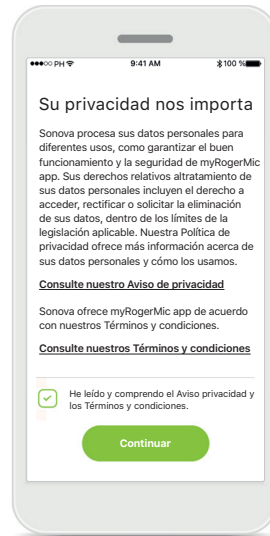 PH 9:41 AM 100 %
Su privacidad nos importa
Sonova procesa sus datos personales para
diferentes usos, como garantizar el buen
funcionamiento y la seguridad de myRogerMic
app. Sus derechos relativos altratamiento de
sus datos personales incluyen el derecho a
acceder, rectificar o solicitar la eliminación
de sus datos, dentro de los límites de la
legislación aplicable. Nuestra Política de
privacidad ofrece más información acerca de
sus datos personales y cómo los usamos.
Consulte nuestro Aviso de privacidad
Sonova ofrece myRogerMic app de acuerdo
con nuestros Términos y condiciones.
Consulte nuestros Términos y condiciones
He leído y comprendo el Aviso privacidad y
los Términos y condiciones.
Continuar